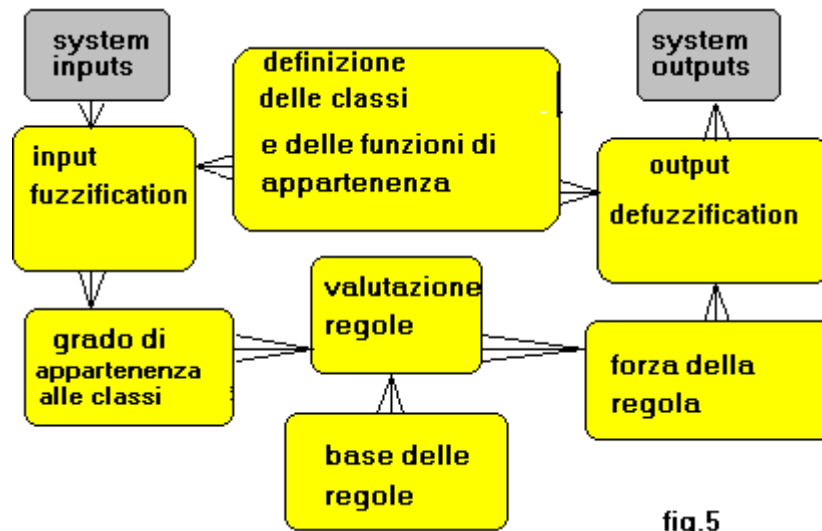 system
inputs
definizione
delle classi
e delle funzioni di
appartenenza
system
outputs
input
fuzzification
output
defuzzification
grado di
appartenenza
alle classi
valutazione
regole
forza della
regola
base delle
regole
fig.5